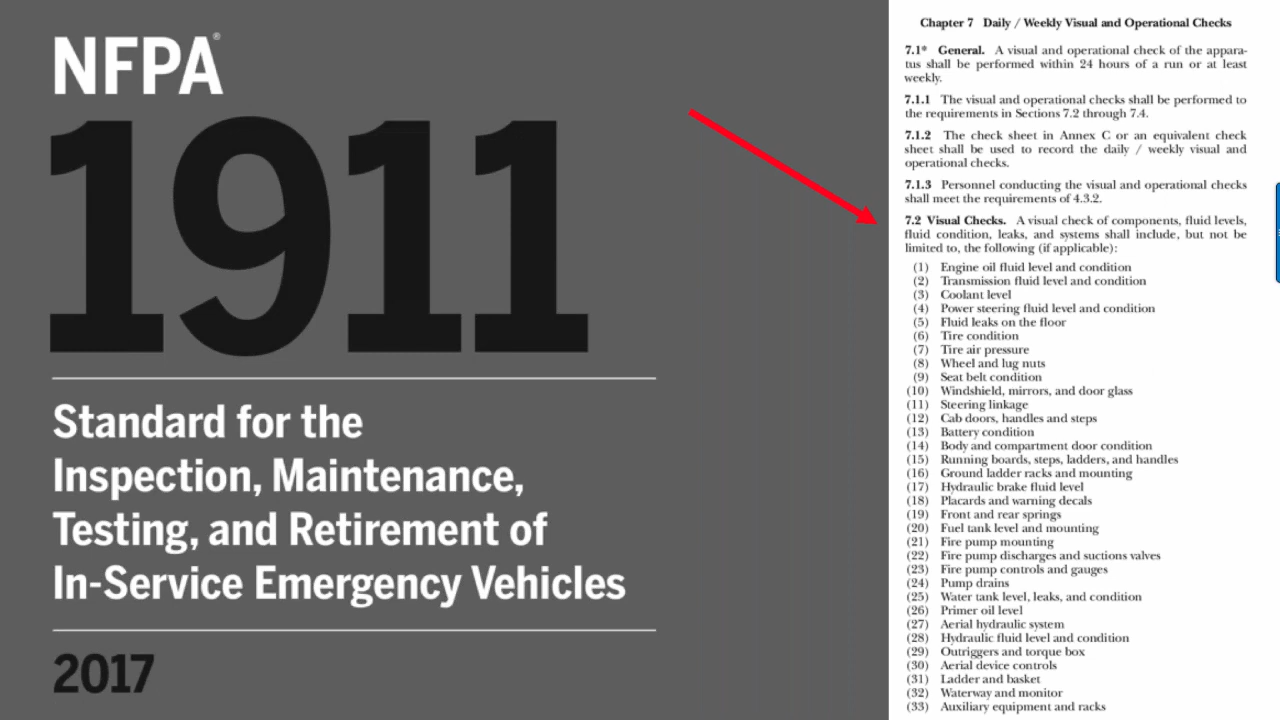 NFPA®
1911
Standard for the
Inspection, Maintenance,
Testing, and Retirement of
In-Service Emergency Vehicles
2017
Chapter 7 Daily / Weekly Visual and Operational Checks
7.1* General. A visual and operational check of the appara-
tus shall be performed within 24 hours of a run or at least
weekly.
7.1.1 The visual and operational checks shall be performed to
the requirements in Sections 7.2 through 7.4.
7.1.2 The check sheet in Annex C or an equivalent check
sheet shall be used to record the daily / weekly visual and
operational checks.
7.1.3 Personnel conducting the visual and operational checks
shall meet the requirements of 4.3.2.
7.2 Visual Checks. A visual check of components, fluid levels,
fluid condition, leaks, and systems shall include, but not be
limited to, the following (if applicable):
(1) Engine oil fluid level and condition
(2) Transmission fluid level and condition
(3) Coolant level
(4) Power steering fluid level and condition
(5) Fluid leaks on the floor
(6) Tire condition
(7) Tire air pressure
(8) Wheel and lug nuts
(9) Seat belt condition
(10) Windshield, mirrors, and door glass
(11) Steering linkage
(12) Cab doors, handles and steps
(13) Battery condition
(14) Body and compartment door condition
(15) Running boards, steps, ladders, and handles
(16) Ground ladder racks and mounting
(17) Hydraulic brake fluid level
(18) Placards and warning decals
(19) Front and rear springs
(20) Fuel tank level and mounting
(21) Fire pump mounting
(22) Fire pump discharges and suctions valves
(23) Fire pump controls and gauges
(24) Pump drains
(25) Water tank level, leaks, and condition
(26) Primer oil level
(27) Aerial hydraulic system
(28) Hydraulic fluid level and condition
(29) Outriggers and torque box
(30) Aerial device controls
(31) Ladder and basket
(32) Waterway and monitor
(33) Auxiliary equipment and racks